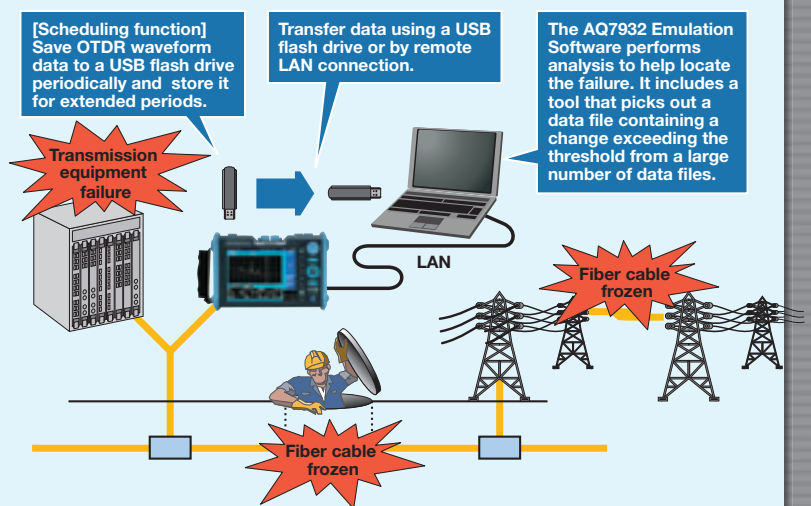 [Scheduling function]
Save OTDR waveform
data to a USB flash drive
periodically and store it
for extended periods.
Transfer data using a USB
flash drive or by remote
LAN connection.
The AQ7932 Emulation
Software performs
analysis to help locate
the failure. It includes a
tool that picks out a
data file containing a
change exceeding the
threshold from a large
number of data files.
Transmission
equipment
failure
LAN
Fiber cable
frozen
Fiber cable
frozen